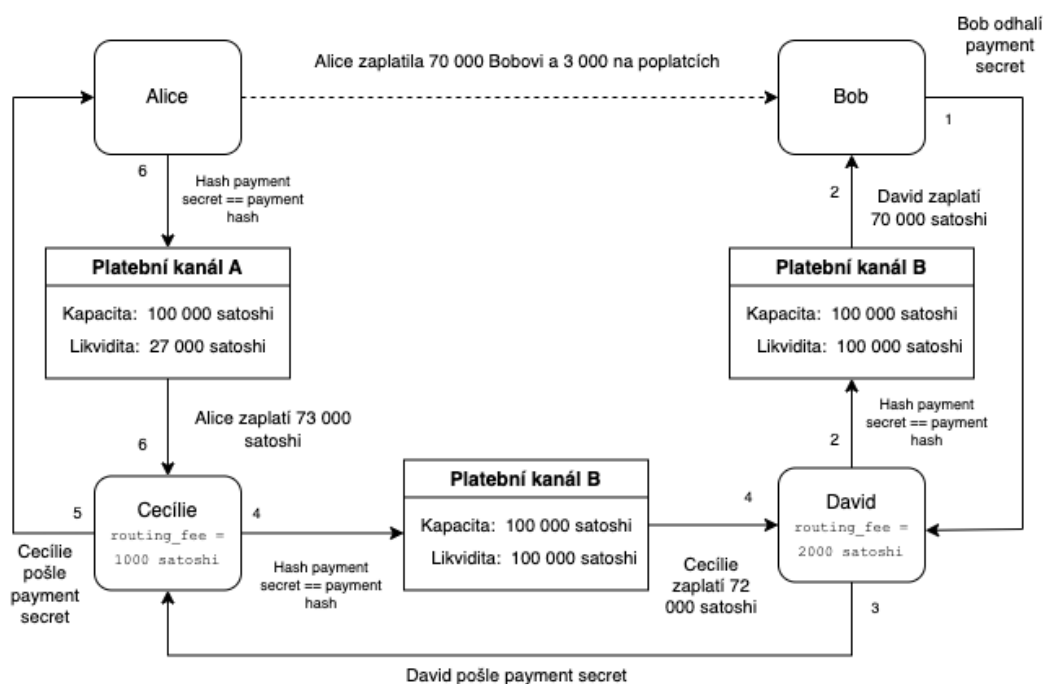 Bob odhalí
payment
secret
Alice zaplatila 70 000 Bobovi a 3 000 na poplatcích
Alice
Bob
1
6
Hash payment
secret == payment
hash
2
David zaplatí
70 000 satoshi
Platební kanál A
Kapacita: 100 000 satoshi
Likvidita: 27 000 satoshi
Platební kanál B
Kapacita: 100 000 satoshi
Likvidita: 100 000 satoshi
6
Alice zaplatí 73 000
satoshi
2
Hash payment
secret == payment
hash
Cecílie
routing_fee =
1000 satoshi
5
Cecílie
pošle
payment
secret
4
Hash payment
secret == payment
hash
Platební kanál B
Kapacita: 100 000 satoshi
Likvidita: 100 000 satoshi
4
Cecílie
zaplatí 72
000 satoshi
David
routing_fee =
2000 satoshi
3
David pošle payment secret